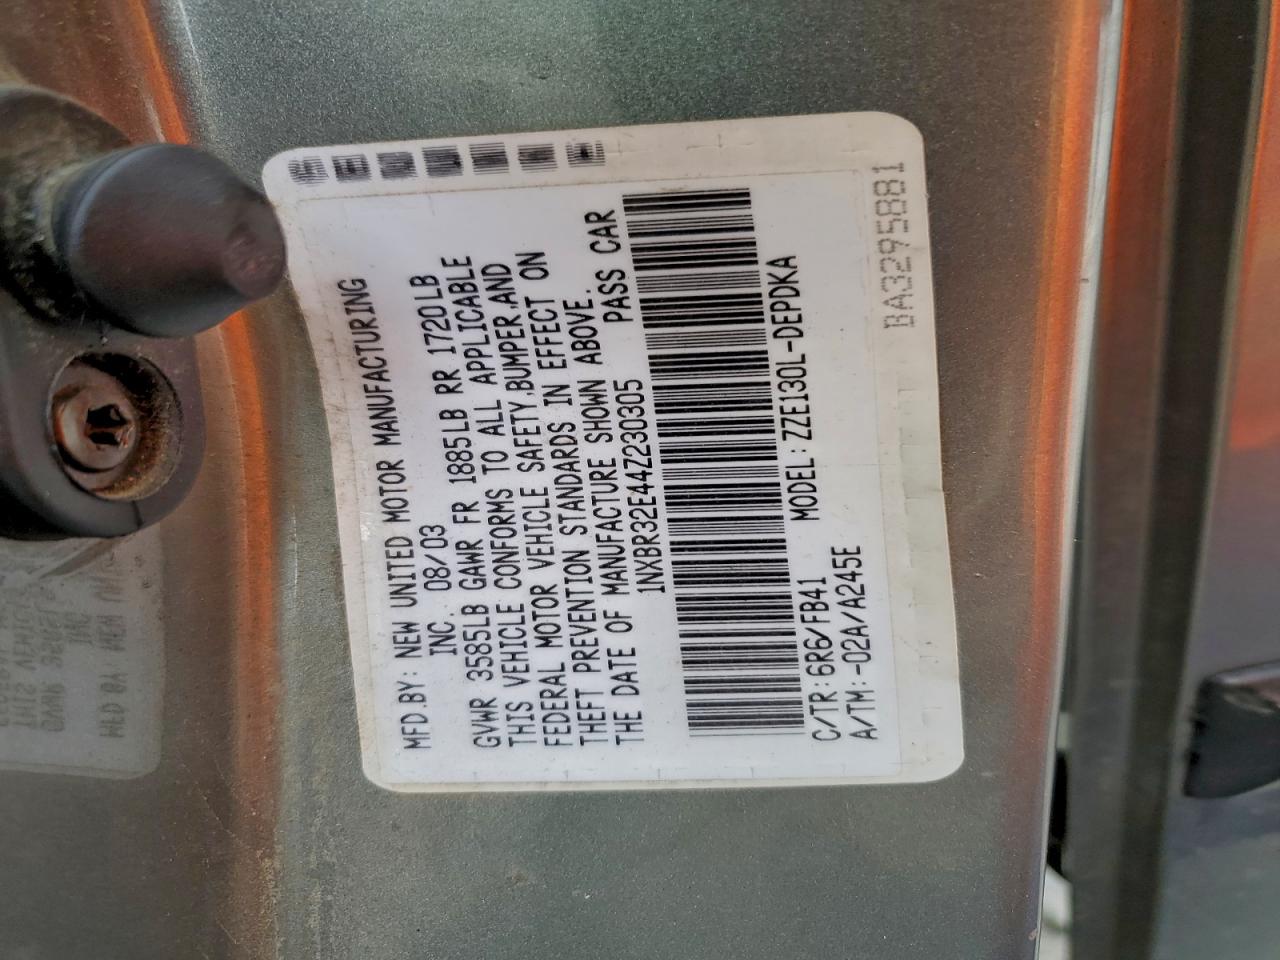 MFD.BY: NEW UNITED MOTOR MANUFACTURING
INC. 08/03
GVWR 3585LB GAWR FR 1885LB RR 1720LB
THIS VEHICLE CONFORMS TO ALL APPLICABLE
FEDERAL MOTOR VEHICLE SAFETY,BUMPER,AND
THEFT PREVENTION STANDARDS IN EFFECT ON
THE DATE OF MANUFACTURE SHOWN ABOVE.
1NXBR32E44Z230305 PASS CAR
C/TR:6R6/FB41 MODEL:ZZE130L-DEPDKA
A/TM:-02A/A245E
BA3295881